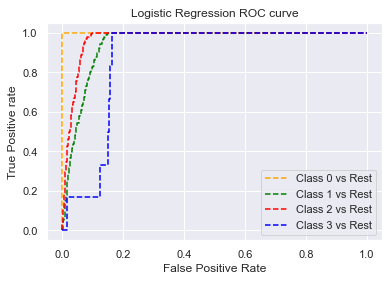 Logistic Regression ROC curve
1.0
0.8
0.6
0.4
0.2
0.0
True Positive rate
Class 0 vs Rest
Class 1 vs Rest
Class 2 vs Rest
Class 3 vs Rest
0.0 0.2 0.4 0.6 0.8 1.0
False Positive Rate